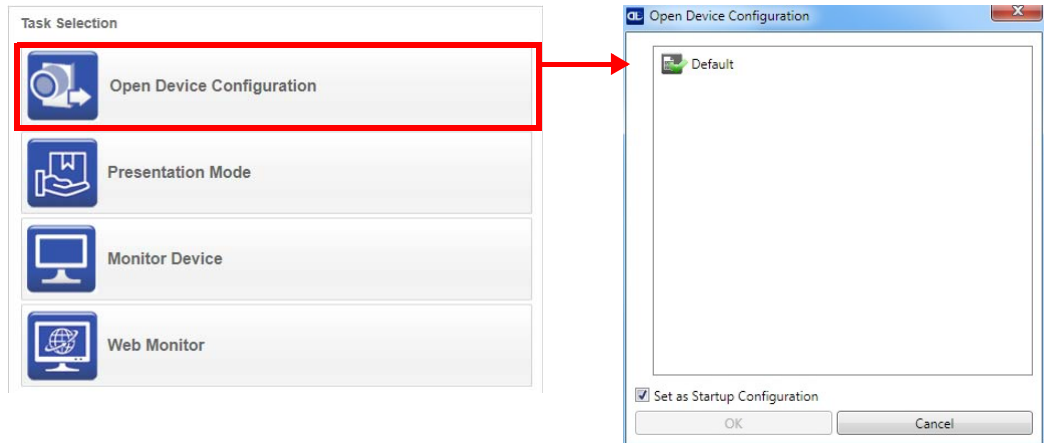 Task Selection
Open Device Configuration
Presentation Mode
Monitor Device
Web Monitor
DL Open Device Configuration
X
Default
Set as Startup Configuration
OK
Cancel